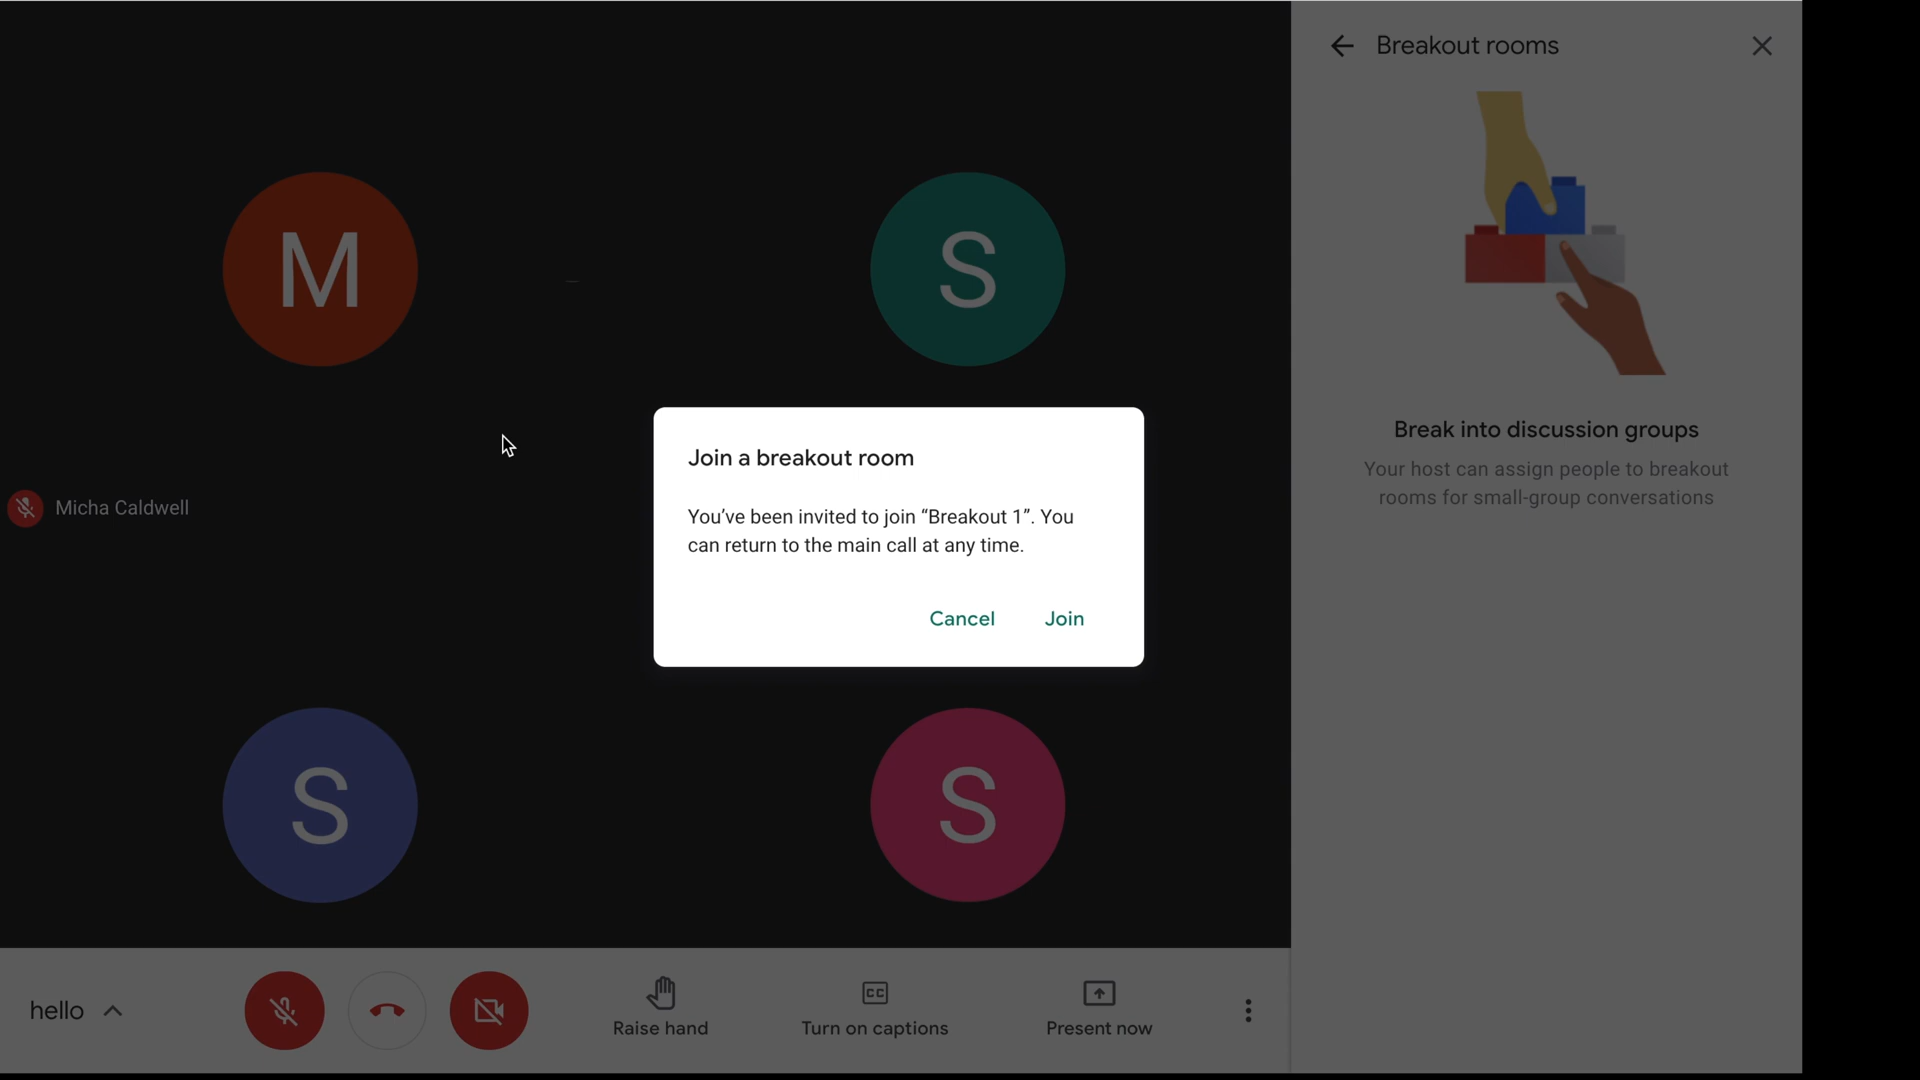 Breakout rooms
M
S
Micha Caldwell
Join a breakout room
You’ve been invited to join “Breakout 1”. You
can return to the main call at any time.
Cancel
Join
Break into discussion groups
Your host can assign people to breakout
rooms for small-group conversations
S
S
hello
Raise hand
CC
Turn on captions
Present now